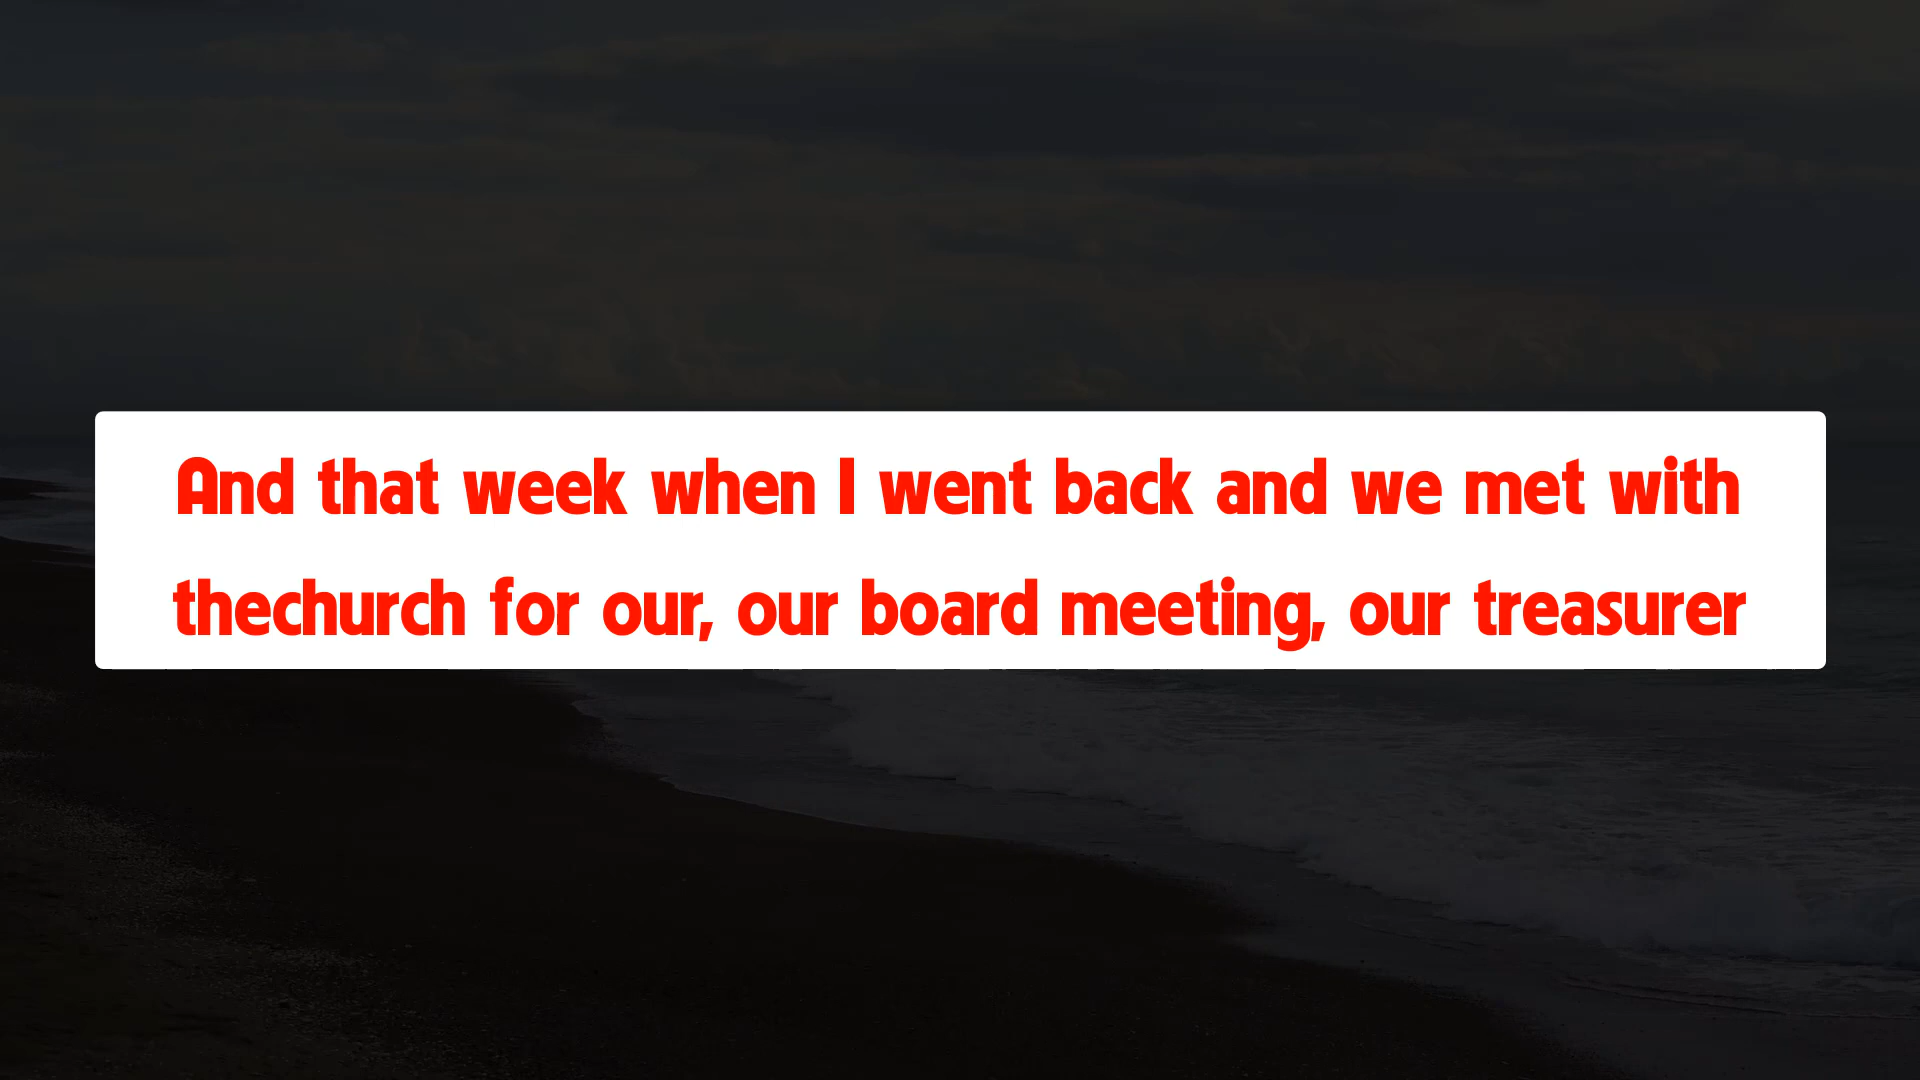 And that week when I went back and we met with
thechurch for our, our board meeting, our treasurer